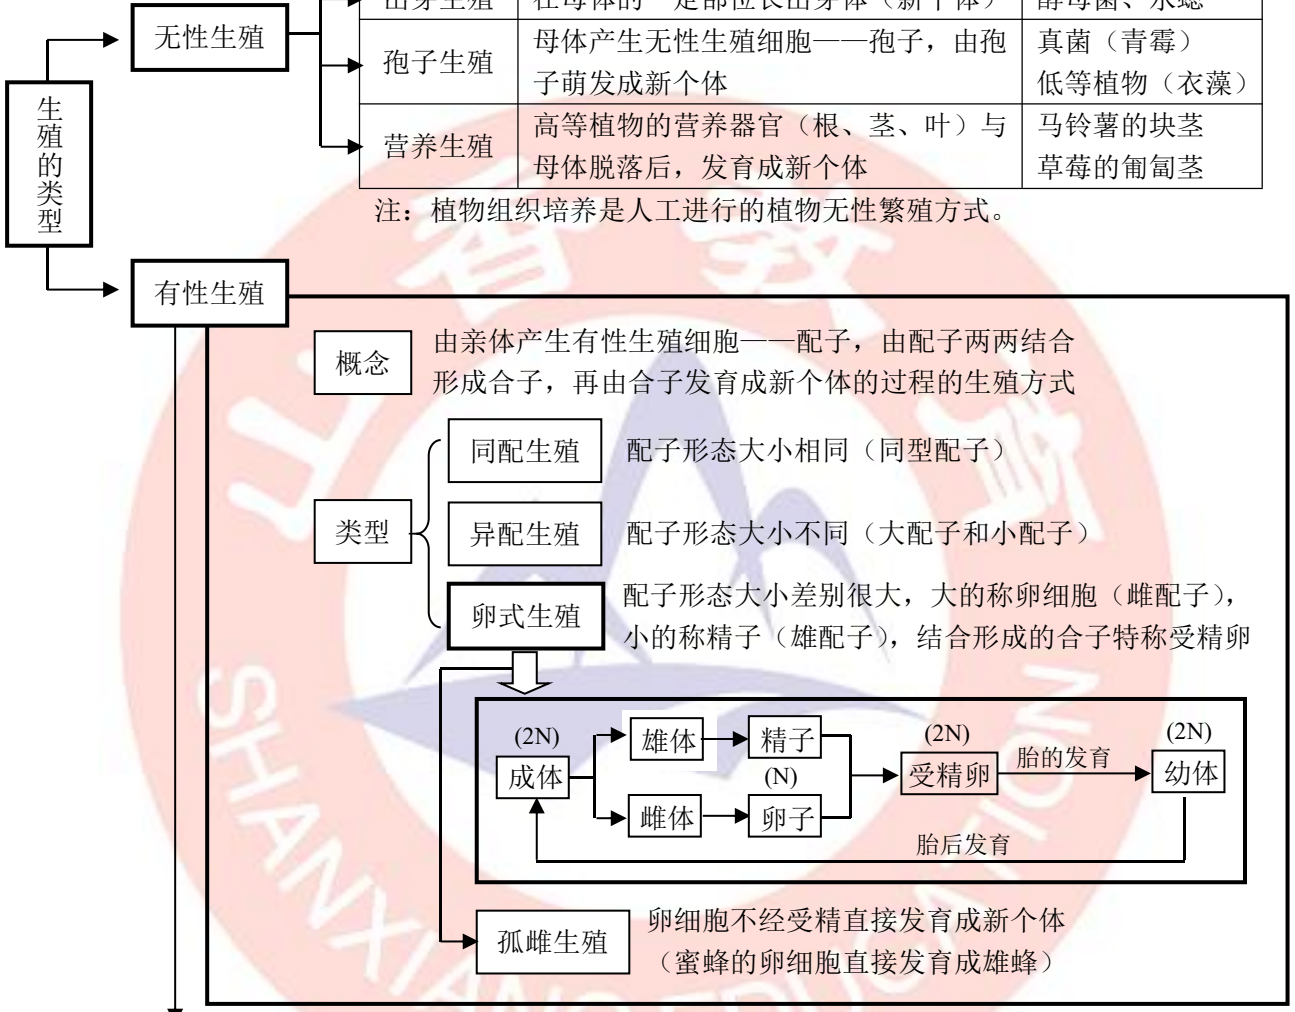 出芽生殖 在母体的一定部位长出芽体（新个体） 酵母菌、水螅
无性生殖
孢子生殖 母体产生无性生殖细胞——孢子，由孢 真菌（青霉）
子萌发成新个体 低等植物（衣藻）
生殖的类型
营养生殖 高等植物的营养器官（根、茎、叶）与 马铃薯的块茎
母体脱落后，发育成新个体 草莓的匍匐茎
注：植物组织培养是人工进行的植物无性繁殖方式。
有性生殖
概念 由亲体产生有性生殖细胞——配子，由配子两两结合
形成合子，再由合子发育成新个体的过程的生殖方式
同配生殖 配子形态大小相同（同型配子）
类型 异配生殖 配子形态大小不同（大配子和小配子）
卵式生殖 配子形态大小差别很大，大的称卵细胞（雌配子），
小的称精子（雄配子），结合形成的合子特称受精卵
(2N) 雄体 精子 (2N) (2N)
成体 (N) 受精卵 胎的发育 幼体
雌体 卵子
胎后发育
孤雌生殖 卵细胞不经受精直接发育成新个体
（蜜蜂的卵细胞直接发育成雄蜂）
山香教育
SHANXIANG EDUCATION